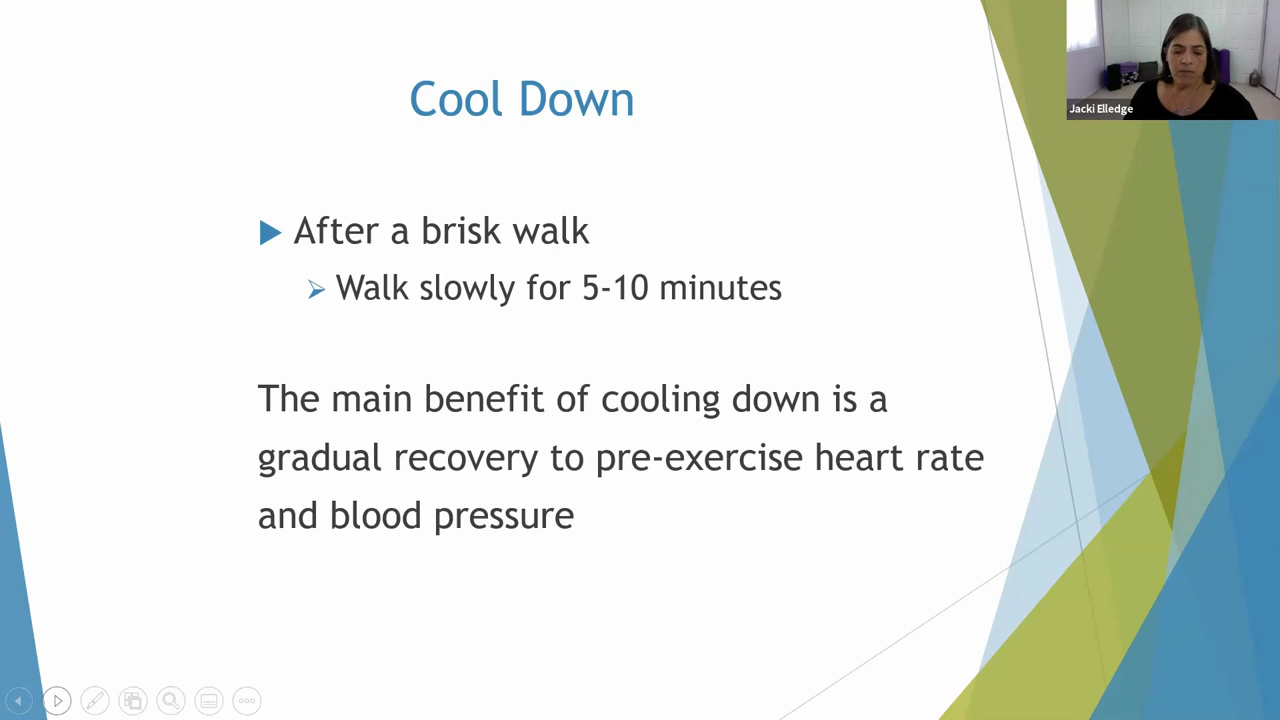 Cool Down
Jacki Elledge
After a brisk walk
Walk slowly for 5-10 minutes
The main benefit of cooling down is a
gradual recovery to pre-exercise heart rate
and blood pressure